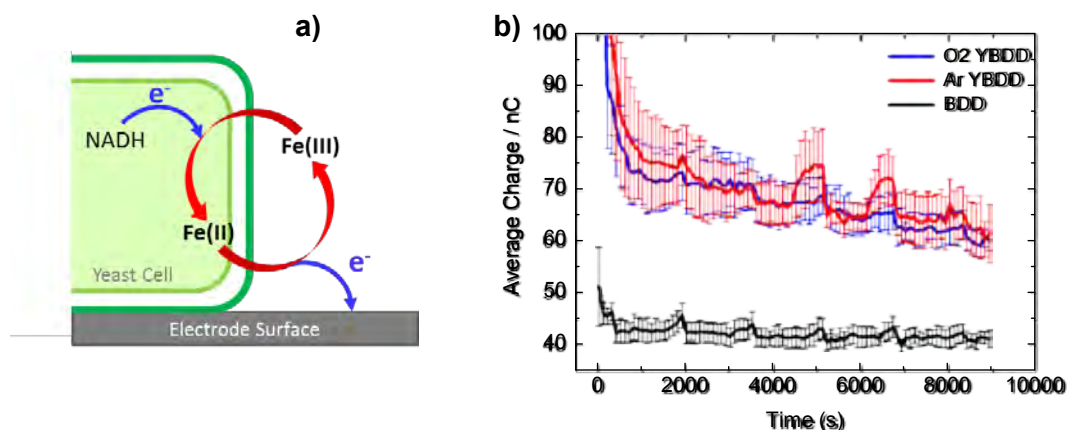 a)
e-
NADH
Fe(III)
Fe(II)
Yeast Cell
e-
Electrode Surface
b)
Average Charge / nC
100
90
80
70
60
50
40
O2 YBDD
Ar YBDD
BDD
0 2000 4000 6000 8000 10000
Time (s)